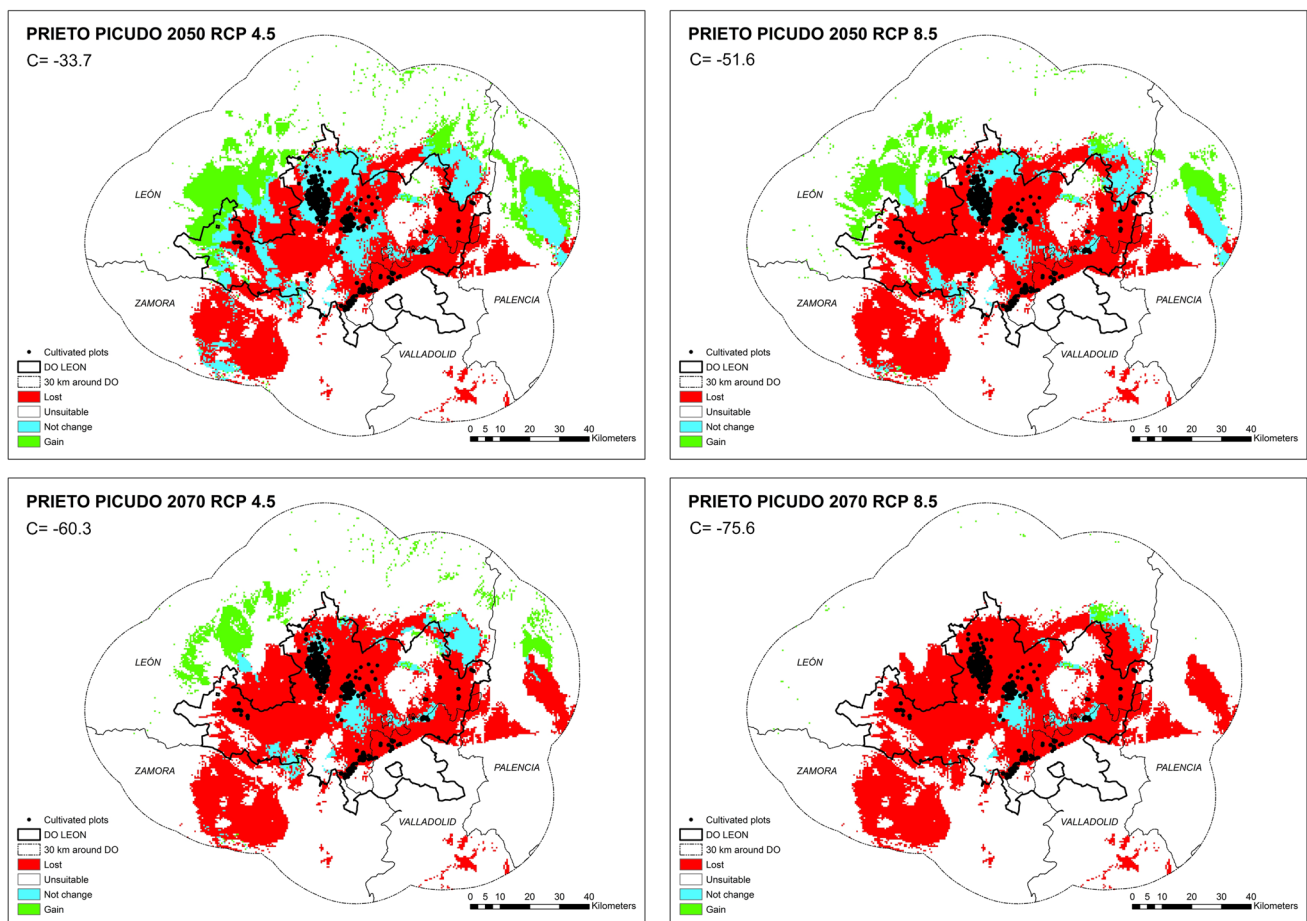 PRIETO PICUDO 2050 RCP 4.5
C= -33.7
LEÓN
ZAMORA
PALENCIA
VALLADOLID
Cultivated plots
DO LEON
30 km around DO
Lost
Unsuitable
Not change
Gain
0 5 10 20 30 40
Kilometers
PRIETO PICUDO 2050 RCP 8.5
C= -51.6
LEÓN
ZAMORA
PALENCIA
VALLADOLID
Cultivated plots
DO LEON
30 km around DO
Lost
Unsuitable
Not change
Gain
0 5 10 20 30 40
Kilometers
PRIETO PICUDO 2070 RCP 4.5
C= -60.3
LEÓN
ZAMORA
PALENCIA
VALLADOLID
Cultivated plots
DO LEON
30 km around DO
Lost
Unsuitable
Not change
Gain
0 5 10 20 30 40
Kilometers
PRIETO PICUDO 2070 RCP 8.5
C= -75.6
LEÓN
ZAMORA
PALENCIA
VALLADOLID
Cultivated plots
DO LEON
30 km around DO
Lost
Unsuitable
Not change
Gain
0 5 10 20 30 40
Kilometers